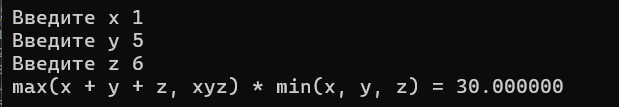 Введите x 1
Введите y 5
Введите z 6
max(x + y + z, xyz) * min(x, y, z) = 30.000000